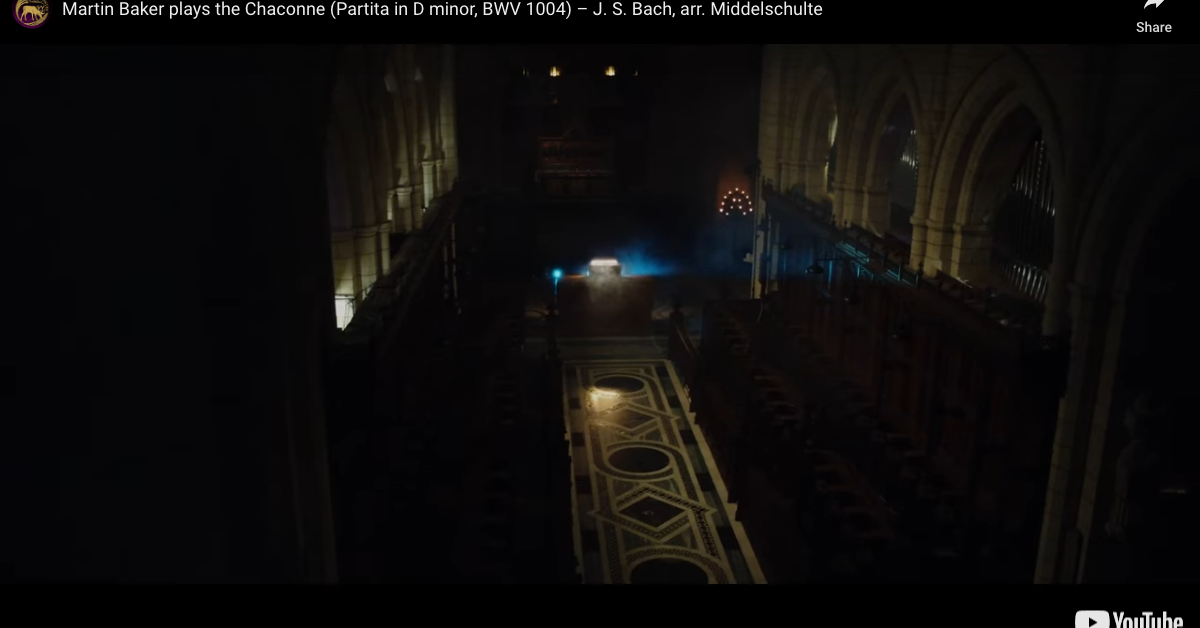 Martin Baker plays the Chaconne (Partita in D minor, BWV 1004) – J. S. Bach, arr. Middelschulte
Share
YouTube